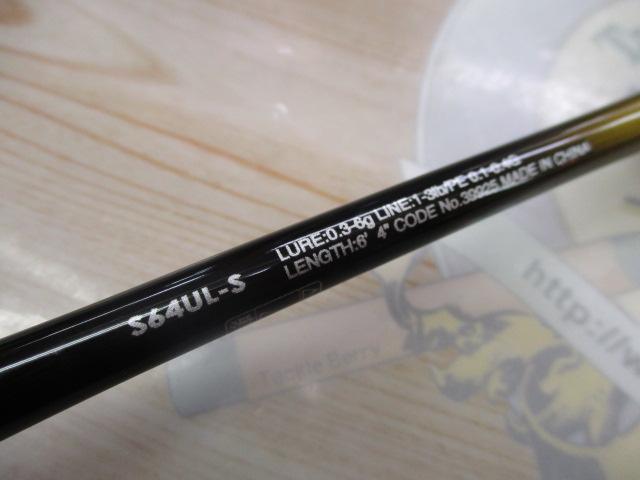 S64UL-S
LURE:0.3-6g LINE:1-3lb/PE 0.1-0.4G
LENGTH:6' 4" CODE No.39925 MADE IN CHINA
Tackle Berry
http://w